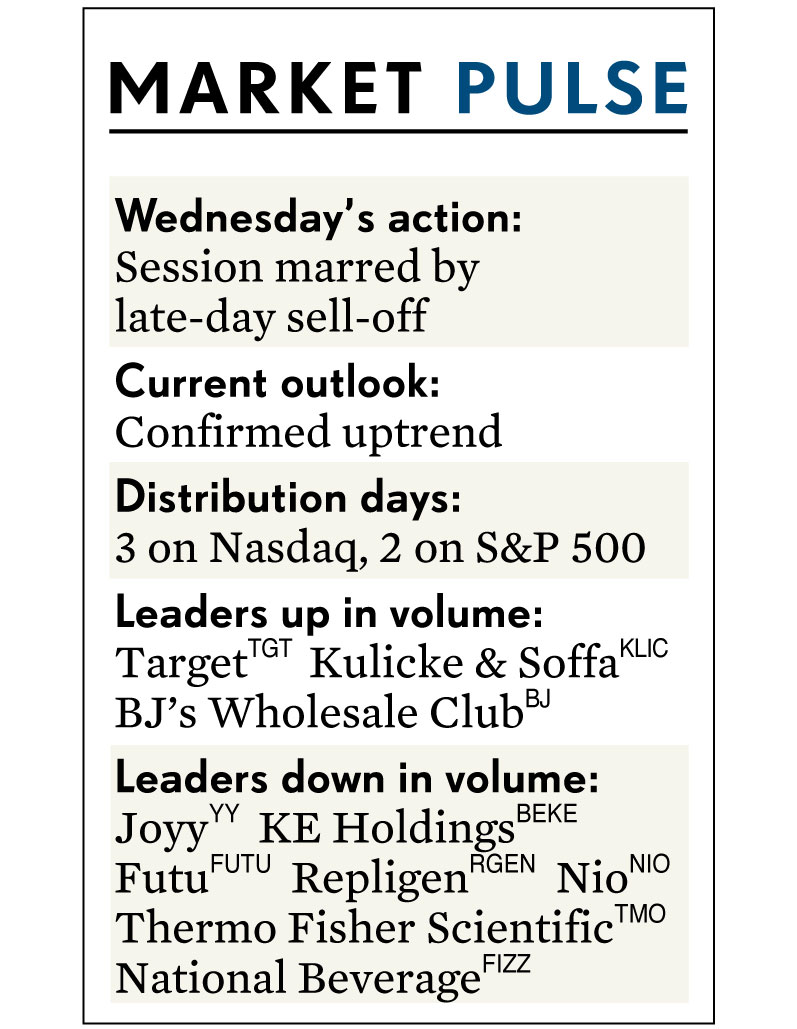 MARKET PULSE
Wednesday’s action:
Session marred by
late-day sell-off
Current outlook:
Confirmed uptrend
Distribution days:
3 on Nasdaq, 2 on S&P 500
Leaders up in volume:
Target TGT Kulicke & Soffa KLIC
BJ’s Wholesale Club BJ
Leaders down in volume:
Joyy YY KE Holdings BEKE
Futu FUTU Repligen RGEN Nio NIO
Thermo Fisher Scientific TMO
National Beverage FIZZ